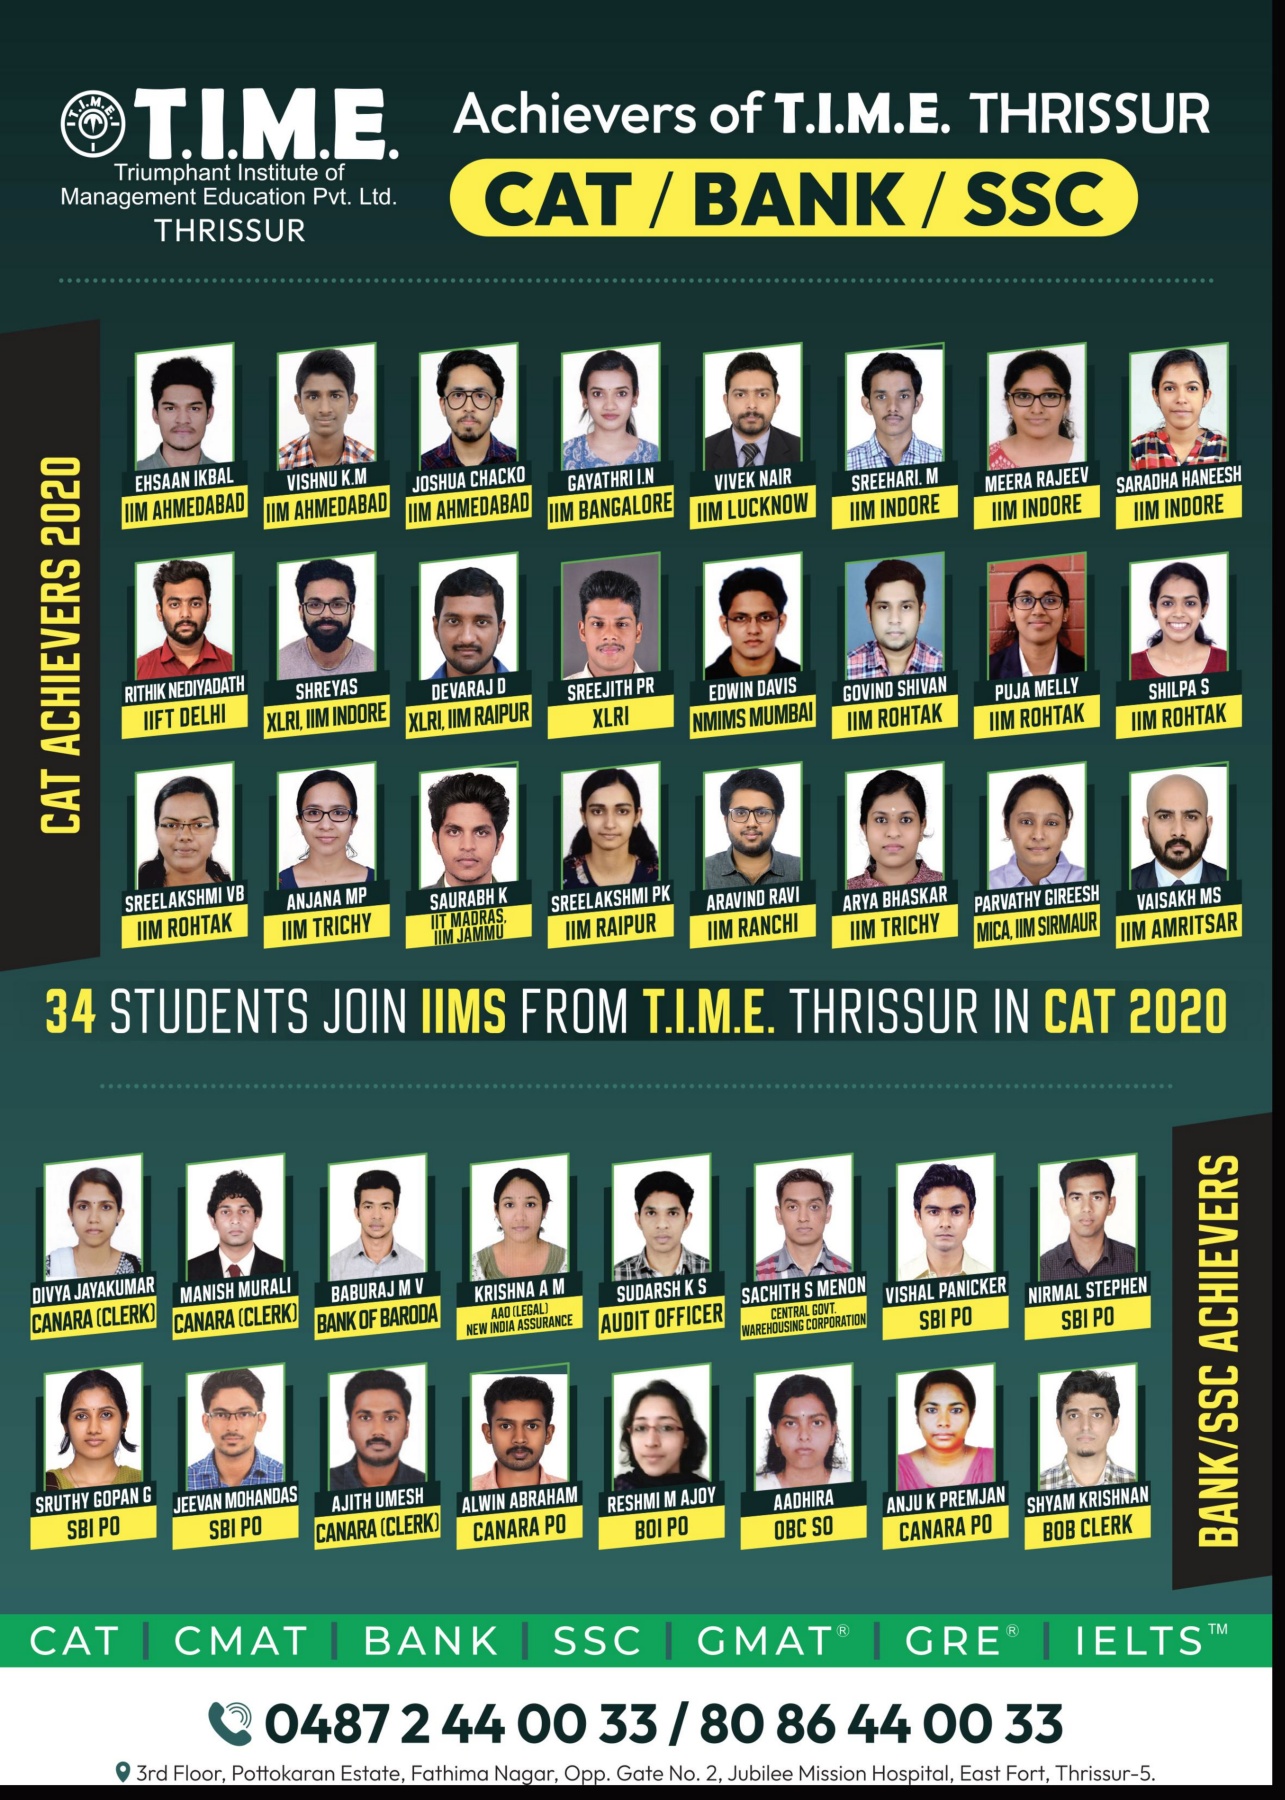 T.I.M.E.
T.I.M.E.
Triumphant Institute of
Management Education Pvt. Ltd.
THRISSUR
Achievers of T.I.M.E. THRISSUR
CAT / BANK / SSC
CAT ACHIEVERS 2020
EHSAAN IKBAL
IIM AHMEDABAD
VISHNU K.M
IIM AHMEDABAD
JOSHUA CHACKO
IIM AHMEDABAD
GAYATHRI I.N
IIM BANGALORE
VIVEK NAIR
IIM LUCKNOW
SREEHARI. M
IIM INDORE
MEERA RAJEEV
IIM INDORE
SARADHA HANEESH
IIM INDORE
RITHIK NEDIYADATH
IIFT DELHI
SHREYAS
XLRI, IIM INDORE
DEVARAJ D
XLRI, IIM RAIPUR
SREEJITH PR
XLRI
EDWIN DAVIS
NMIMS MUMBAI
GOVIND SHIVAN
IIM ROHTAK
PUJA MELLY
IIM ROHTAK
SHILPA S
IIM ROHTAK
SREELAKSHMI VB
IIM ROHTAK
ANJANA MP
IIM TRICHY
SAURABH K
IIT MADRAS,
IIM JAMMU
SREELAKSHMI PK
IIM RAIPUR
ARAVIND RAVI
IIM RANCHI
ARYA BHASKAR
IIM TRICHY
PARVATHY GIREESH
MICA, IIM SIRMAUR
VAISAKH MS
IIM AMRITSAR
34 STUDENTS JOIN IIMS FROM T.I.M.E. THRISSUR IN CAT 2020
BANK/SSC ACHIEVERS
DIVYA JAYAKUMAR
CANARA (CLERK)
MANISH MURALI
CANARA (CLERK)
BABURAJ M V
BANK OF BARODA
KRISHNA A M
AAO (LEGAL)
NEW INDIA ASSURANCE
SUDARSH K S
AUDIT OFFICER
SACHITH S MENON
CENTRAL GOVT.
WAREHOUSING CORPORATION
VISHAL PANICKER
SBI PO
NIRMAL STEPHEN
SBI PO
SRUTHY GOPAN G
SBI PO
JEEVAN MOHANDAS
SBI PO
AJITH UMESH
CANARA (CLERK)
ALWIN ABRAHAM
CANARA PO
RESHMI M AJOY
BOI PO
AADHIRA
OBC SO
ANJU K PREMJAN
CANARA PO
SHYAM KRISHNAN
BOB CLERK
CAT | CMAT | BANK | SSC | GMAT® | GRE® | IELTS™
0487 2 44 00 33 / 80 86 44 00 33
3rd Floor, Pottokaran Estate, Fathima Nagar, Opp. Gate No. 2, Jubilee Mission Hospital, East Fort, Thrissur-5.